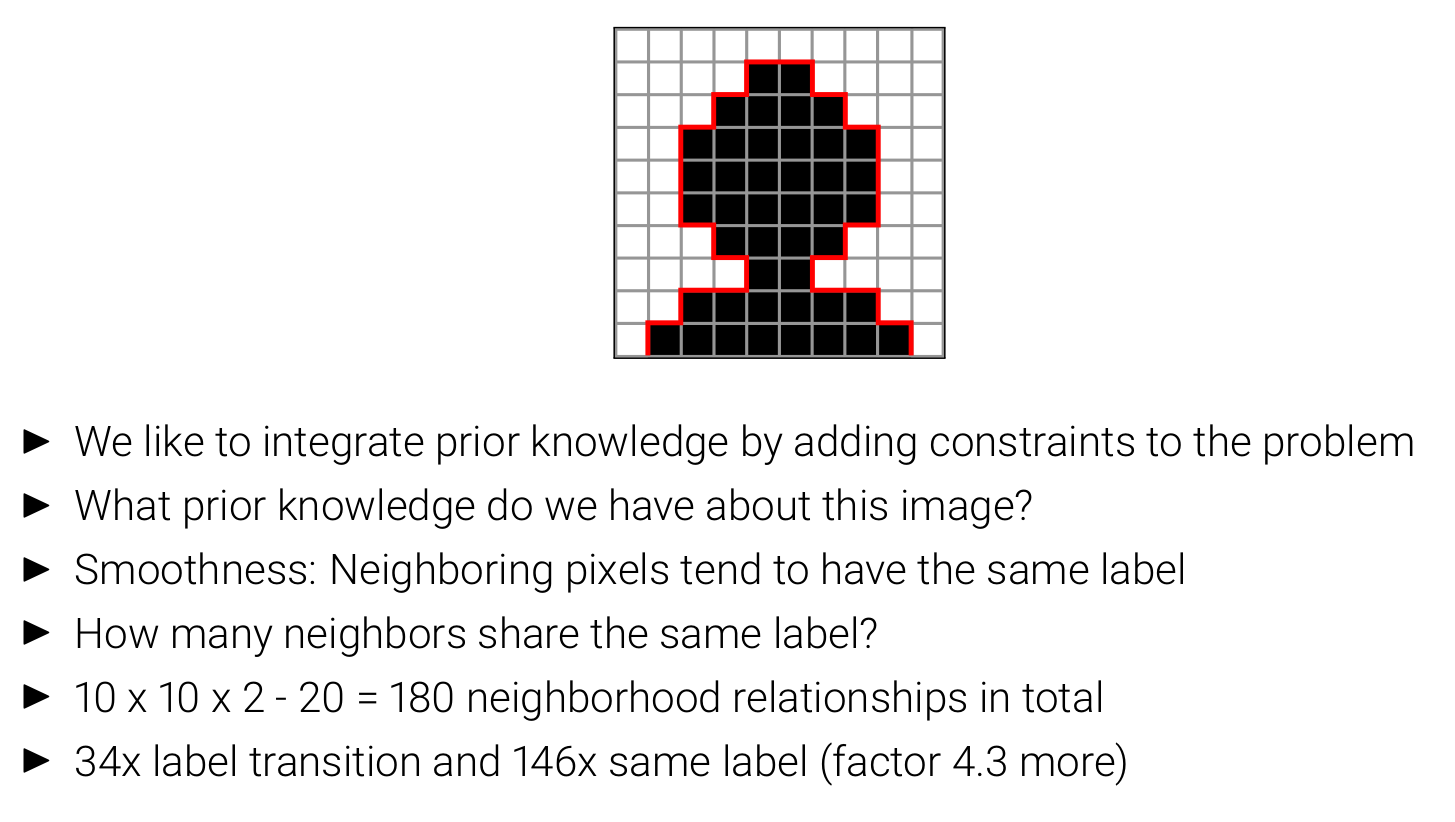 ► We like to integrate prior knowledge by adding constraints to the problem
► What prior knowledge do we have about this image?
► Smoothness: Neighboring pixels tend to have the same label
► How many neighbors share the same label?
► 10 x 10 x 2 - 20 = 180 neighborhood relationships in total
► 34x label transition and 146x same label (factor 4.3 more)